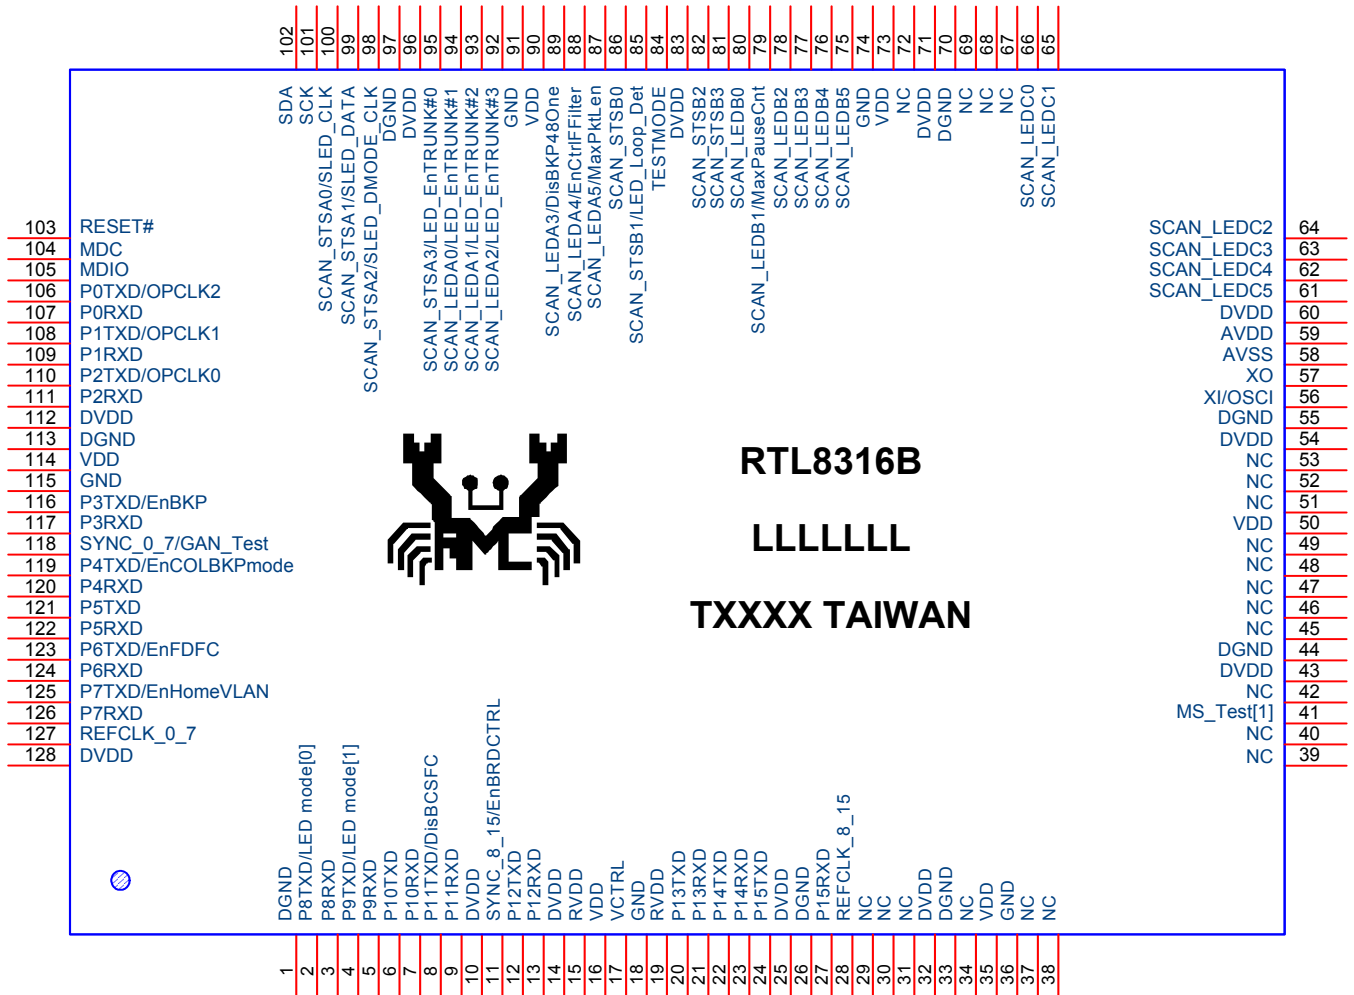 102
101
100
99
98
97
96
95
94
93
92
91
90
89
88
87
86
85
84
83
82
81
80
79
78
77
76
75
74
73
72
71
70
69
68
67
66
65
SDA
SCK
SCAN_STSA0/SLED_CLK
SCAN_STSA1/SLED_DATA
SCAN_STSA2/SLED_DMODE_CLK
DGND
DVDD
SCAN_STSA3/LED_EnTRUNK#0
SCAN_LEDA0/LED_EnTRUNK#1
SCAN_LEDA1/LED_EnTRUNK#2
SCAN_LEDA2/LED_EnTRUNK#3
GND
VDD
SCAN_LEDA3/DisBKP48One
SCAN_LEDA4/EnCtrlFFilter
SCAN_LEDA5/MaxPktLen
SCAN_STSB0
SCAN_STSB1/LED_Loop_Det
TESTMODE
DVDD
SCAN_STSB2
SCAN_STSB3
SCAN_LEDB0
SCAN_LEDB1/MaxPauseCnt
SCAN_LEDB2
SCAN_LEDB3
SCAN_LEDB4
SCAN_LEDB5
GND
VDD
NC
DVDD
DGND
NC
NC
NC
SCAN_LEDC0
SCAN_LEDC1
103 RESET#
104 MDC
105 MDIO
106 P0TXD/OPCLK2
107 P0RXD
108 P1TXD/OPCLK1
109 P1RXD
110 P2TXD/OPCLK0
111 P2RXD
112 DVDD
113 DGND
114 VDD
115 GND
116 P3TXD/EnBKP
117 P3RXD
118 SYNC_0_7/GAN_Test
119 P4TXD/EnCOLBKPmode
120 P4RXD
121 P5TXD
122 P5RXD
123 P6TXD/EnFDFC
124 P6RXD
125 P7TXD/EnHomeVLAN
126 P7RXD
127 REFCLK_0_7
128 DVDD
RTL8316B
LLLLLLL
TXXXX TAIWAN
SCAN_LEDC2 64
SCAN_LEDC3 63
SCAN_LEDC4 62
SCAN_LEDC5 61
DVDD 60
AVDD 59
AVSS 58
XO 57
XI/OSCI 56
DGND 55
DVDD 54
NC 53
NC 52
NC 51
VDD 50
NC 49
NC 48
NC 47
NC 46
NC 45
DGND 44
DVDD 43
NC 42
MS_Test[1] 41
NC 40
NC 39
DGND
P8TXD/LED mode[0]
P8RXD
P9TXD/LED mode[1]
P9RXD
P10TXD
P10RXD
P11TXD/DisBCSFC
P11RXD
DVDD
SYNC_8_15/EnBRDCTRL
P12TXD
P12RXD
DVDD
RVDD
VDD
VCTRL
GND
RVDD
P13TXD
P13RXD
P14TXD
P14RXD
P15TXD
DVDD
DGND
P15RXD
REFCLK_8_15
NC
NC
NC
DVDD
DGND
NC
VDD
GND
NC
NC
1
2
3
4
5
6
7
8
9
10
11
12
13
14
15
16
17
18
19
20
21
22
23
24
25
26
27
28
29
30
31
32
33
34
35
36
37
38